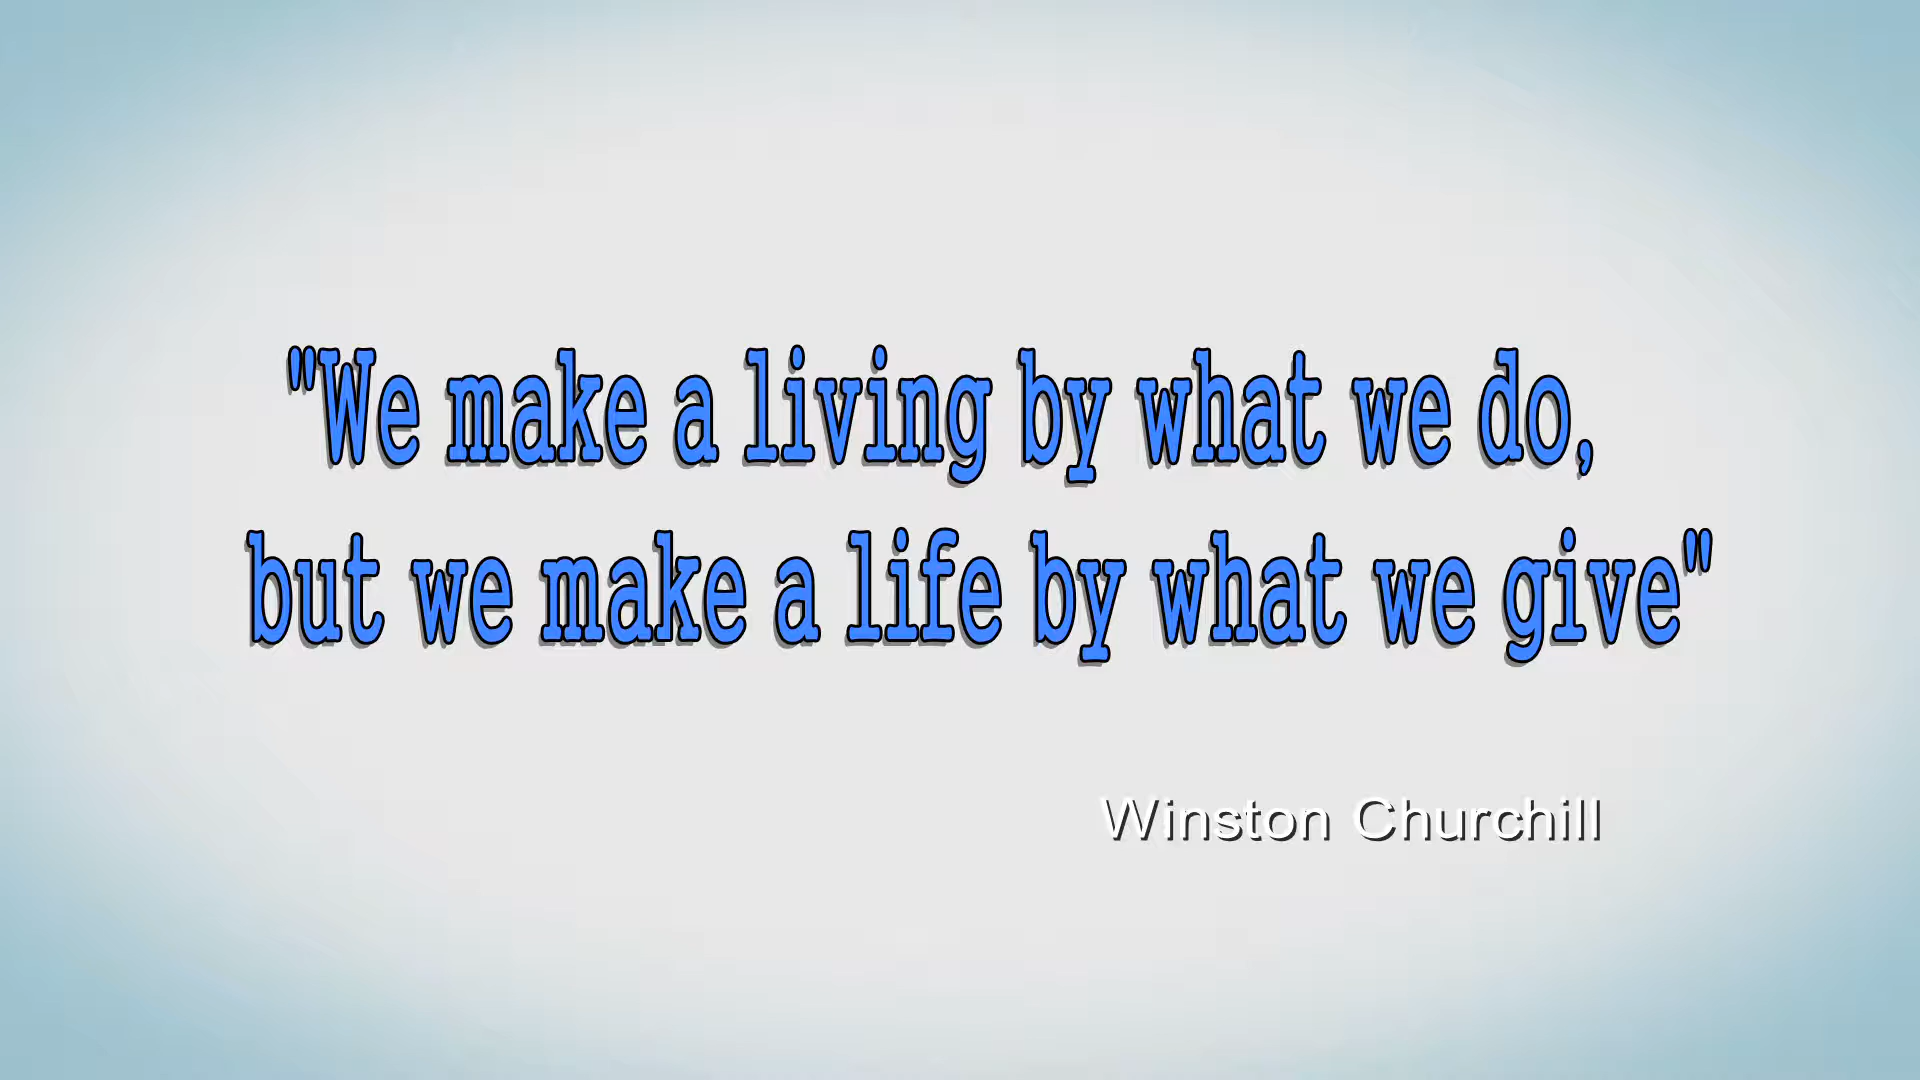 "We make a living by what we do,
but we make a life by what we give"
Winston Churchill